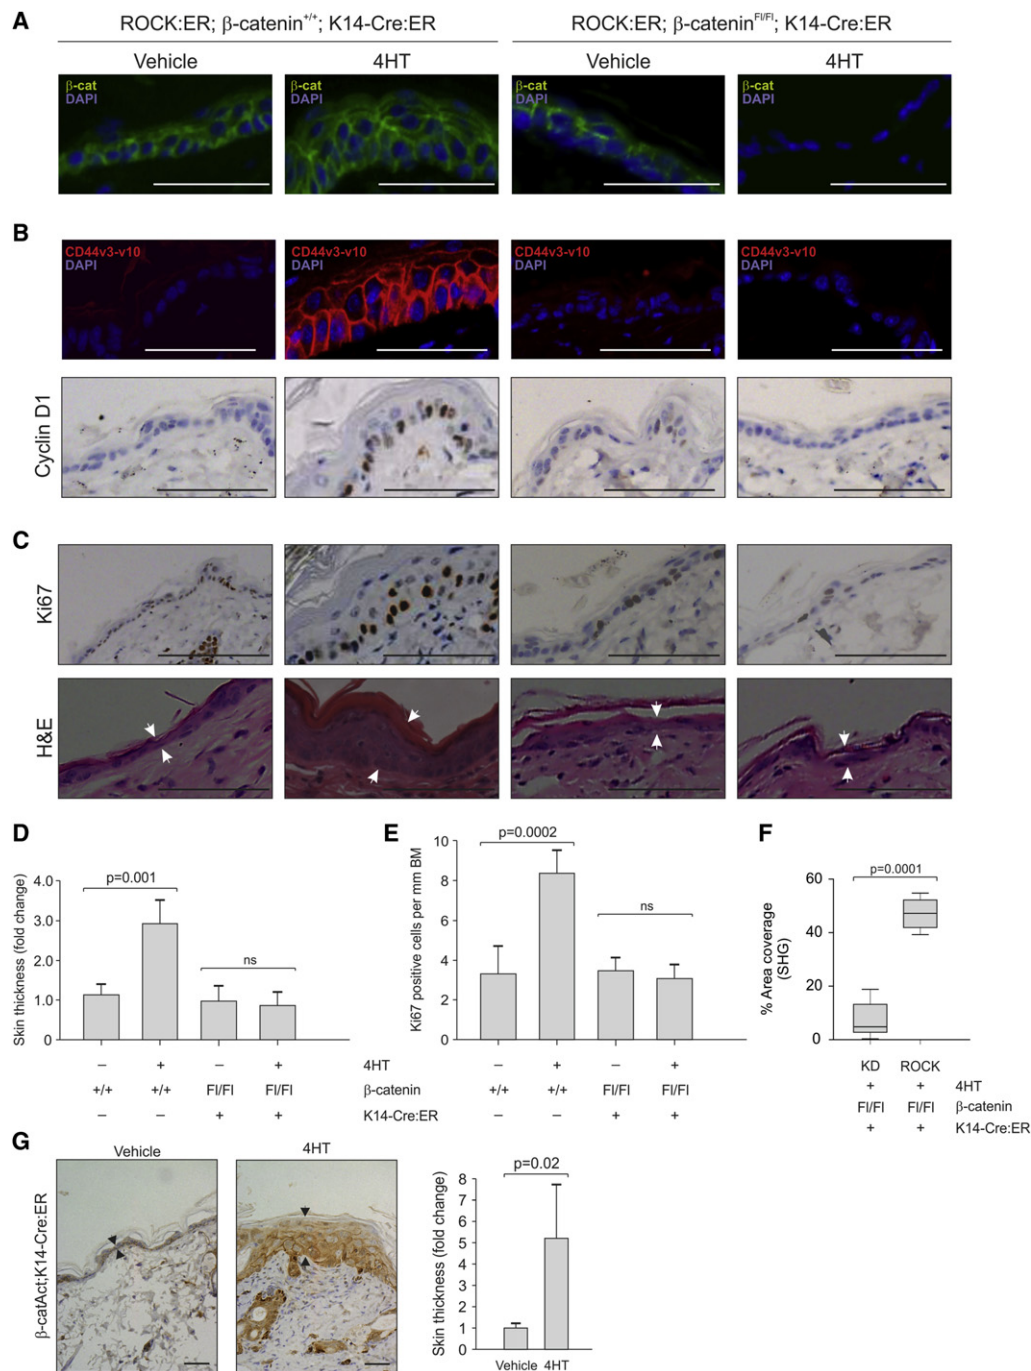 A
ROCK:ER; β-catenin+/+; K14-Cre:ER
ROCK:ER; β-cateninFl/Fl; K14-Cre:ER
Vehicle
4HT
Vehicle
4HT
β-cat
DAPI
β-cat
DAPI
β-cat
DAPI
β-cat
DAPI
B
CD44v3-v10
DAPI
CD44v3-v10
DAPI
CD44v3-v10
DAPI
CD44v3-v10
DAPI
Cyclin D1
C
Ki67
H&E
D
Skin thickness (fold change)
4.0
3.0
2.0
1.0
0.0
p=0.001
ns
– + – +
+/+ +/+ Fl/Fl Fl/Fl
– – + +
E
Ki67 positive cells per mm BM
10
8
6
4
2
0
p=0.0002
ns
– + – + 4HT
+/+ +/+ Fl/Fl Fl/Fl β-catenin
– – + + K14-Cre:ER
F
% Area coverage
(SHG)
60
40
20
0
p=0.0001
KD ROCK
+ + 4HT
Fl/Fl Fl/Fl β-catenin
+ + K14-Cre:ER
G
β-catAct;K14-Cre:ER
Vehicle
4HT
Skin thickness (fold change)
8
7
6
5
4
3
2
1
0
p=0.02
Vehicle 4HT